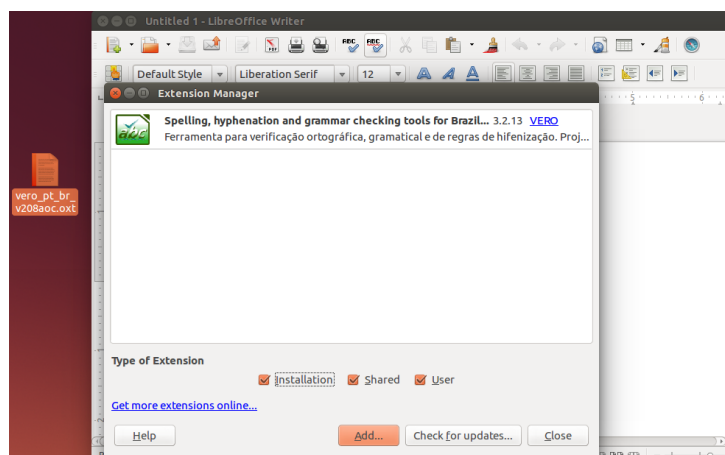 Untitled 1 - LibreOffice Writer
Default Style
Liberation Serif
12
Extension Manager
Spelling, hyphenation and grammar checking tools for Brazil... 3.2.13 VERO
Ferramenta para verificação ortográfica, gramatical e de regras de hifenização. Proj...
abc
vero_pt_br_
v208aoc.oxt
Type of Extension
Installation
Shared
User
Get more extensions online...
Help
Add...
Check for updates...
Close